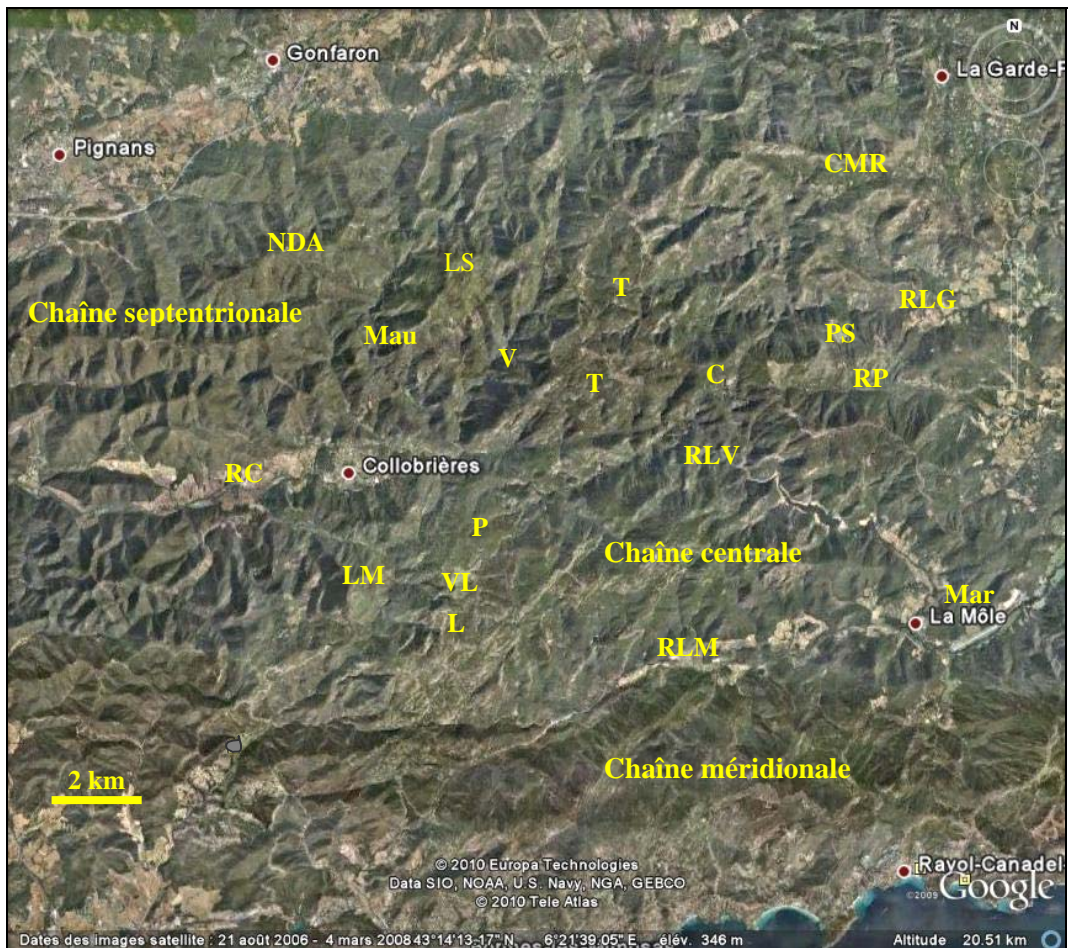 N
Gonfaron
La Garde-F
Pignans
CMR
NDA
LS
T
RLG
Chaîne septentrionale
Mau
PS
V
C
RP
T
RLV
RC
Collobrières
P
Chaîne centrale
LM
VL
Mar
L
La Môle
RLM
Chaîne méridionale
2 km
© 2010 Europa Technologies
Data SIO, NOAA, U.S. Navy, NGA, GEBCO
© 2010 Tele Atlas
Rayol-Canadel-
©2009 Google
Dates des images satellite : 21 août 2006 - 4 mars 2008 43°14'13.17" N 6°21'39.05" E élév. 346 m Altitude 20.51 km